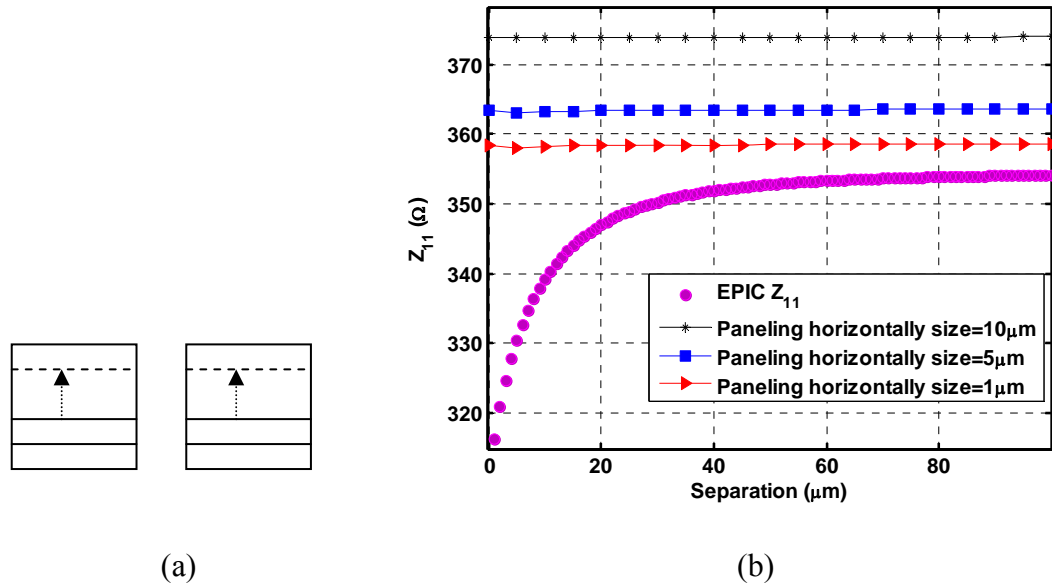 370
360
350
340
330
320
Z11 (Ω)
EPIC Z11
Paneling horizontally size=10μm
Paneling horizontally size=5μm
Paneling horizontally size=1μm
0 20 40 60 80
Separation (μm)
(a) (b)